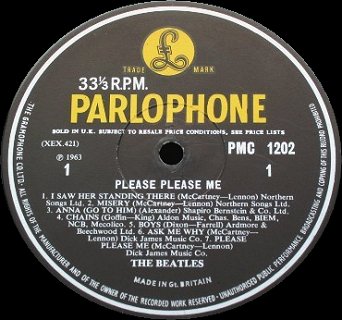 £
TRADE MARK
33⅓ R.P.M.
PARLOPHONE
SOLD IN U.K. SUBJECT TO RESALE PRICE CONDITIONS, SEE PRICE LISTS
(XEX.421)
PMC 1202
℗ 1963
1
1
PLEASE PLEASE ME
1. I SAW HER STANDING THERE (McCartney—Lennon) Northern
Songs Ltd. 2. MISERY (McCartney—Lennon) Northern Songs Ltd.
3. ANNA (GO TO HIM) (Alexander) Shapiro Bernstein & Co. Ltd.
4. CHAINS (Goffin—King) Aldon Music, Chas. Bens, BIEM,
NCB, Mecolico. 5. BOYS (Dixon—Farrell) Ardmore &
Beechwood Ltd. 6. ASK ME WHY (McCartney—
Lennon) Dick James Music Co. 7. PLEASE
PLEASE ME (McCartney—Lennon)
Dick James Music Co.
THE BEATLES
MADE IN GT. BRITAIN
THE GRAMOPHONE CO. LTD. ALL RIGHTS OF THE MANUFACTURER AND OF THE OWNER OF THE RECORDED WORK RESERVED UNAUTHORISED PUBLIC PERFORMANCE BROADCASTING AND COPYING OF THIS RECORD PROHIBITED